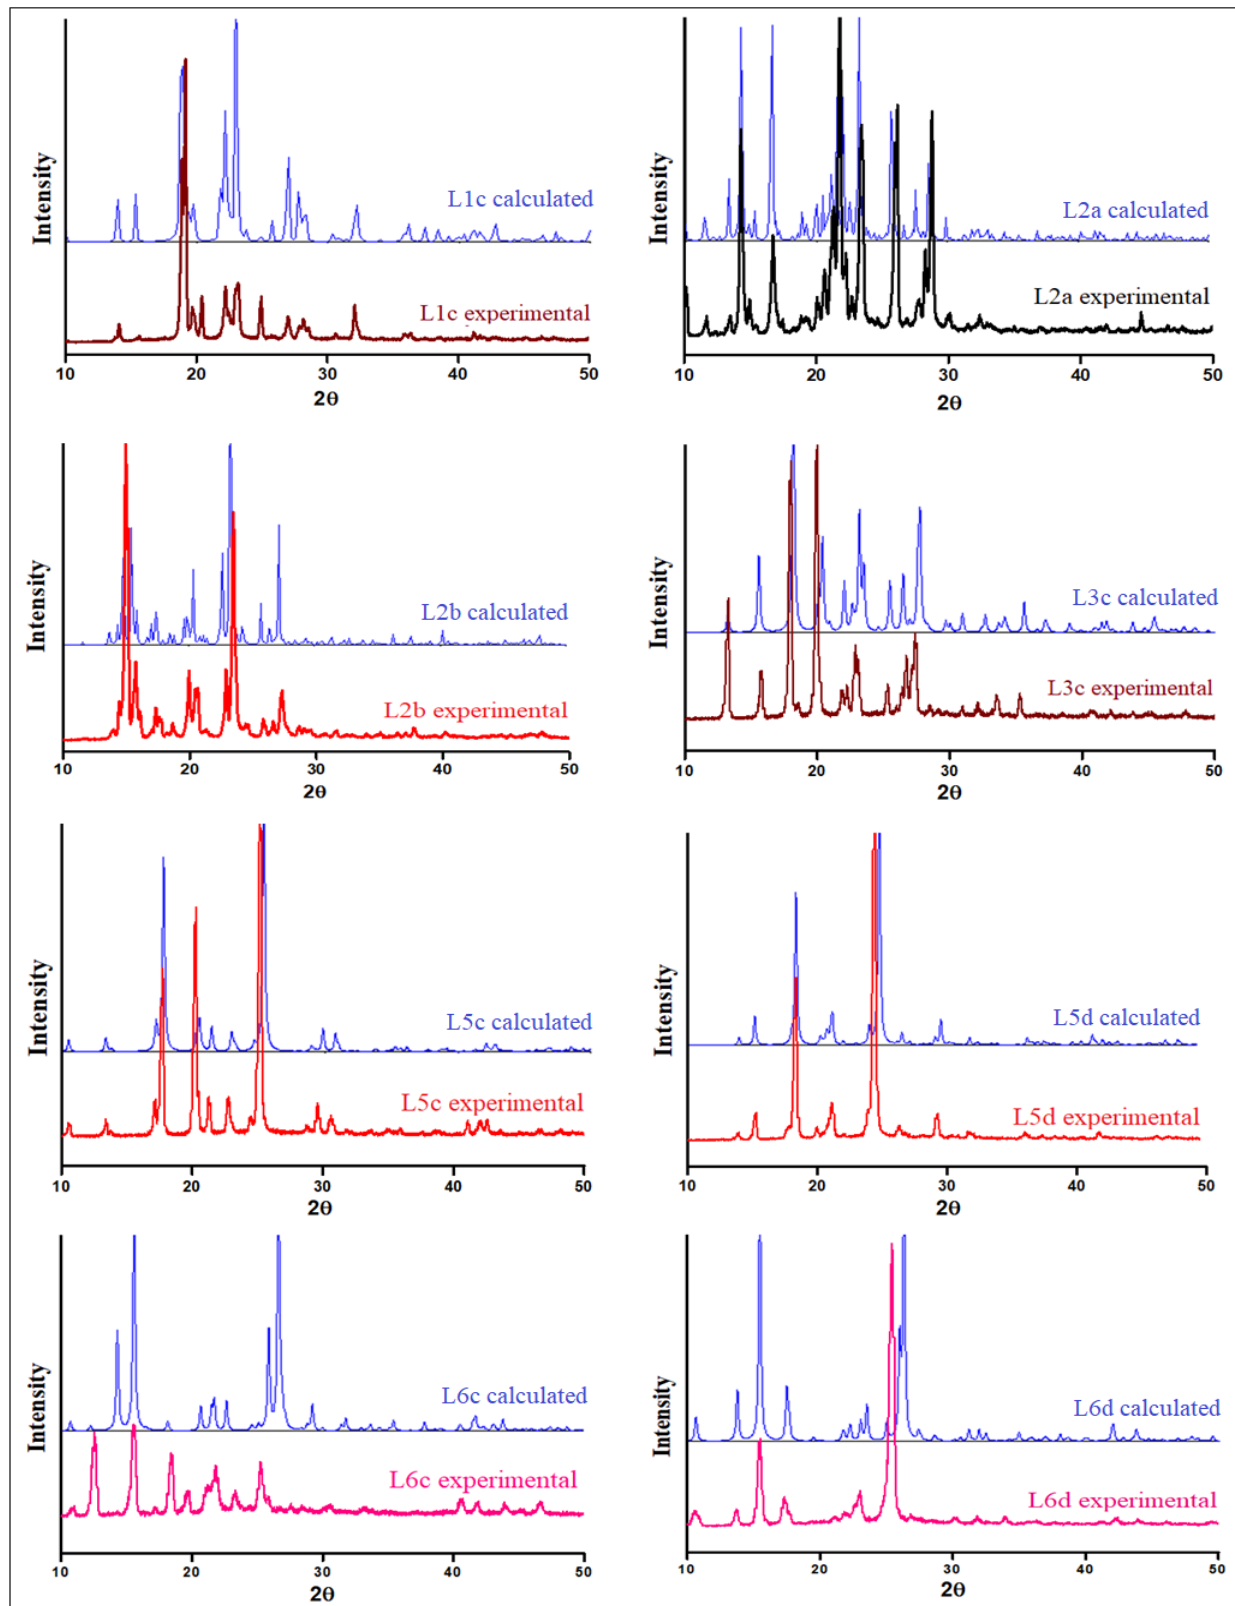 Intensity
L1c calculated
L1c experimental
10 20 30 40 50
2θ
Intensity
L2a calculated
L2a experimental
10 20 30 40 50
2θ
Intensity
L2b calculated
L2b experimental
10 20 30 40 50
2θ
Intensity
L3c calculated
L3c experimental
10 20 30 40 50
2θ
Intensity
L5c calculated
L5c experimental
10 20 30 40 50
2θ
Intensity
L5d calculated
L5d experimental
10 20 30 40 50
2θ
Intensity
L6c calculated
L6c experimental
10 20 30 40 50
2θ
Intensity
L6d calculated
L6d experimental
10 20 30 40 50
2θ